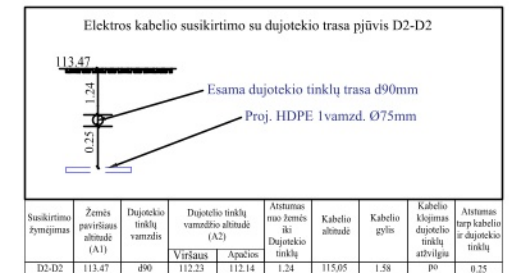 Elektros kabelio susikirtimo su dujotekio trasa pjūvis D2-D2
113.47
1.24
Esama dujotekio tinklų trasa d90mm
Proj. HDPE 1vamzd. Ø75mm
0.25
Susikirtimo žymėjimas
Žemės paviršiaus altitudė (A1)
Dujotekio tinklų vamzdis
Dujotelio tinklų vamzdžio altitudė (A2)
Viršaus
Apačios
Atstumas nuo žemės iki Dujotekio tinklų
Kabelio altitudė
Kabelio gylis
Kabelio klojimas dujotelio tinklų atžvilgiu
Atstumas tarp kabelio ir dujotekio tinklų
D2-D2 113.47 d90 112.23 112.14 1.24 115,05 1.58 po 0.25